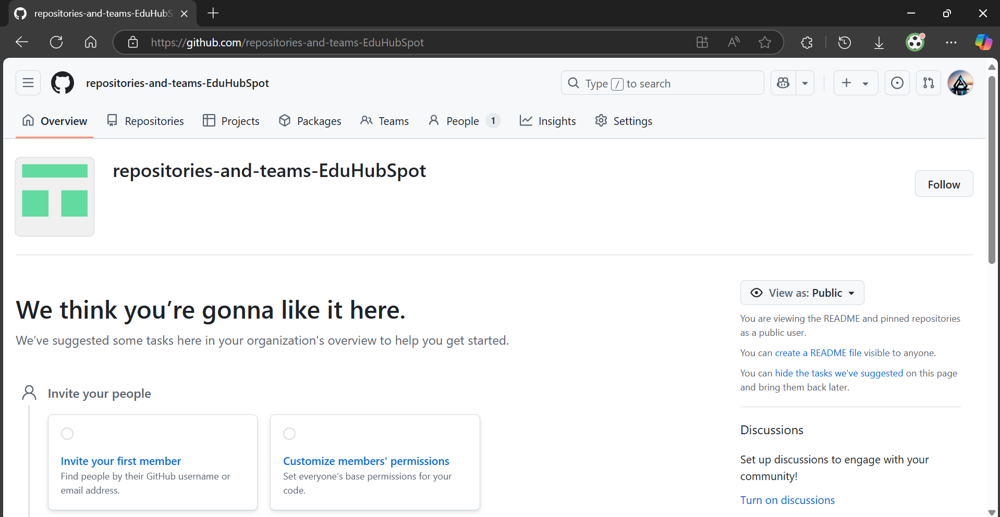 repositories-and-teams-EduHubS
https://github.com/repositories-and-teams-EduHubSpot
repositories-and-teams-EduHubSpot
Type / to search
Overview
Repositories
Projects
Packages
Teams
People 1
Insights
Settings
repositories-and-teams-EduHubSpot
Follow
We think you’re gonna like it here.
We’ve suggested some tasks here in your organization's overview to help you get started.
Invite your people
Invite your first member
Find people by their GitHub username or
email address.
Customize members' permissions
Set everyone’s base permissions for your
code.
View as: Public
You are viewing the README and pinned repositories
as a public user.
You can create a README file visible to anyone.
You can hide the tasks we've suggested on this page
and bring them back later.
Discussions
Set up discussions to engage with your
community!
Turn on discussions